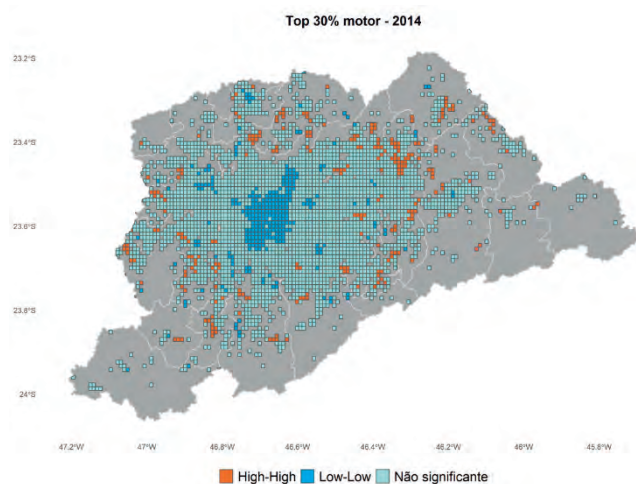 Top 30% motor - 2014
23.2°S
23.4°S
23.6°S
23.8°S
24°S
47.2°W 47°W 46.8°W 46.6°W 46.4°W 46.2°W 46°W 45.8°W
High-High Low-Low Não significante